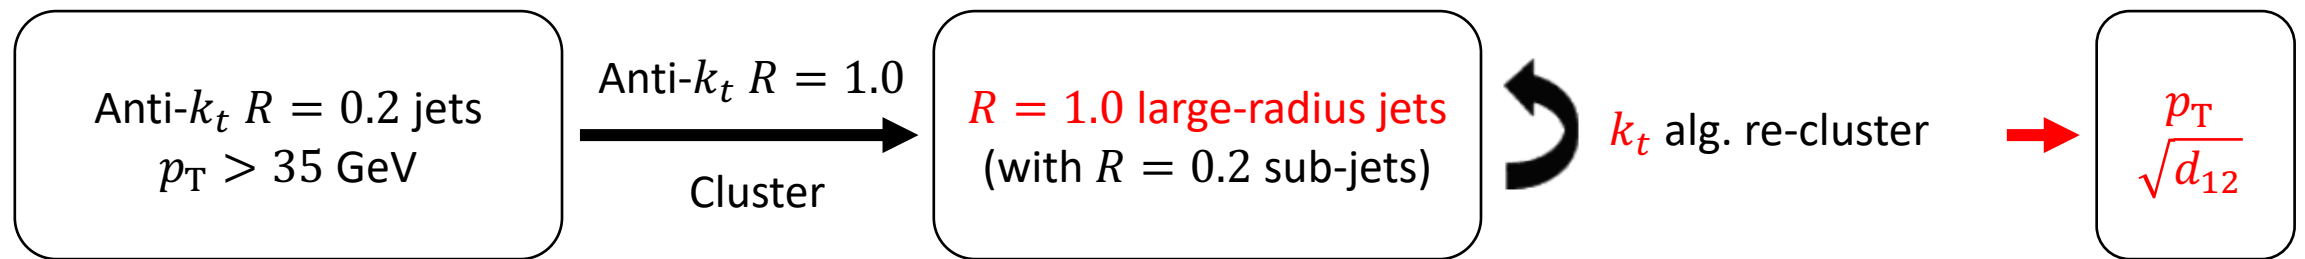 Anti-$k_t$ $R = 0.2$ jets
$p_{\mathrm{T}} > 35$ GeV
Anti-$k_t$ $R = 1.0$
Cluster
$R = 1.0$ large-radius jets
(with $R = 0.2$ sub-jets)
$k_t$ alg. re-cluster
$p_{\mathrm{T}}$
$\sqrt{d_{12}}$